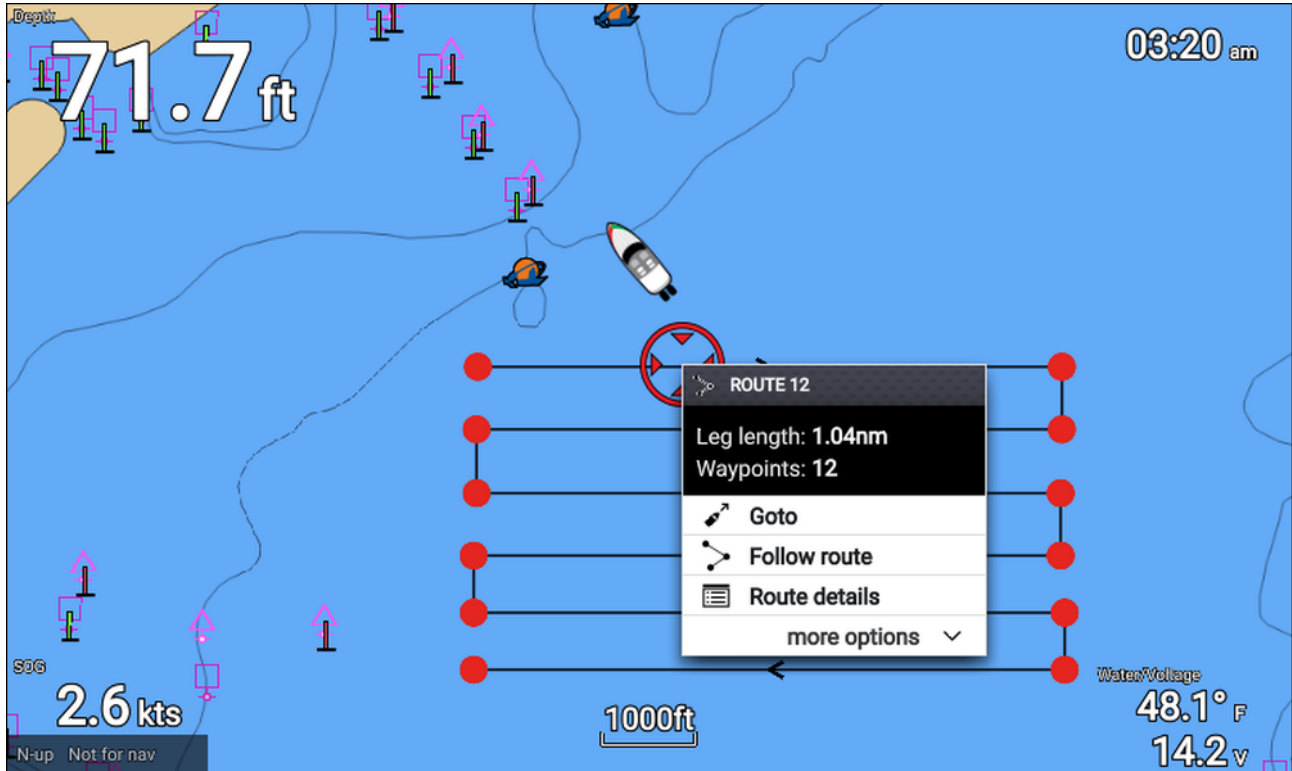 Depth
71.7 ft
03:20 am
ROUTE 12
Leg length: 1.04nm
Waypoints: 12
Goto
Follow route
Route details
more options
SOG
2.6 kts
N-up Not for nav
1000ft
Water/Voltage
48.1° F
14.2 v